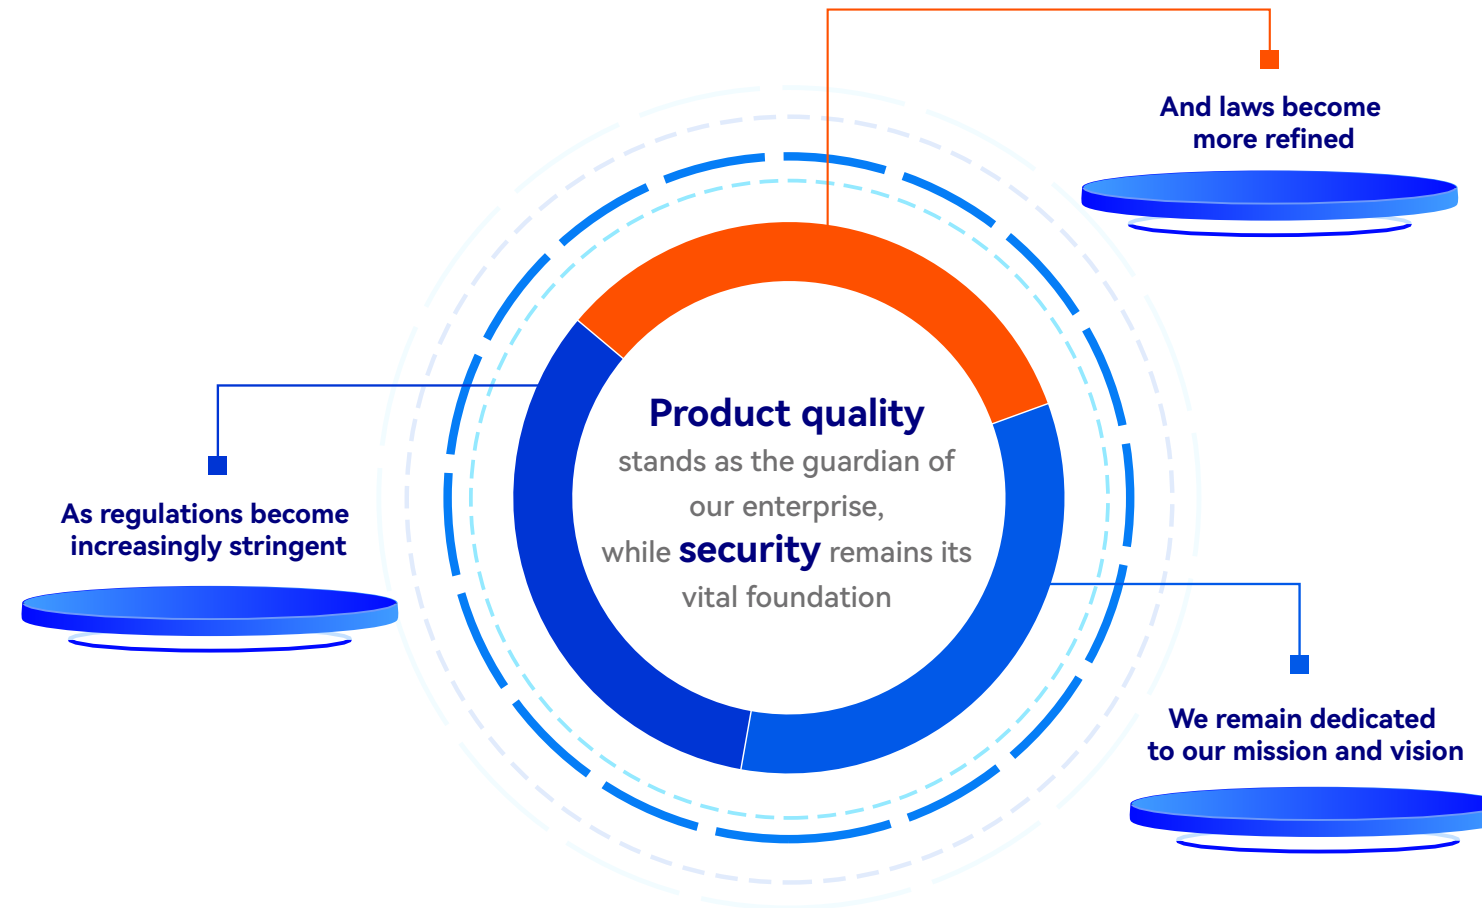 And laws become
more refined
Product quality
stands as the guardian of
our enterprise,
while security remains its
vital foundation
As regulations become
increasingly stringent
We remain dedicated
to our mission and vision